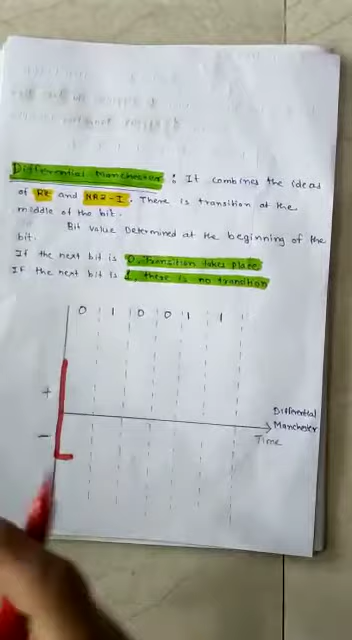 Differential Manchester : It combines the ideas
of RZ and NRZ-I. There is transition at the
middle of the bit.
Bit value Determined at the beginning of the
bit.
If the next bit is 0, transition takes place
IF the next bit is 1, there is no transition
0 1 0 0 1 1
+
Differential
Manchester
−
Time